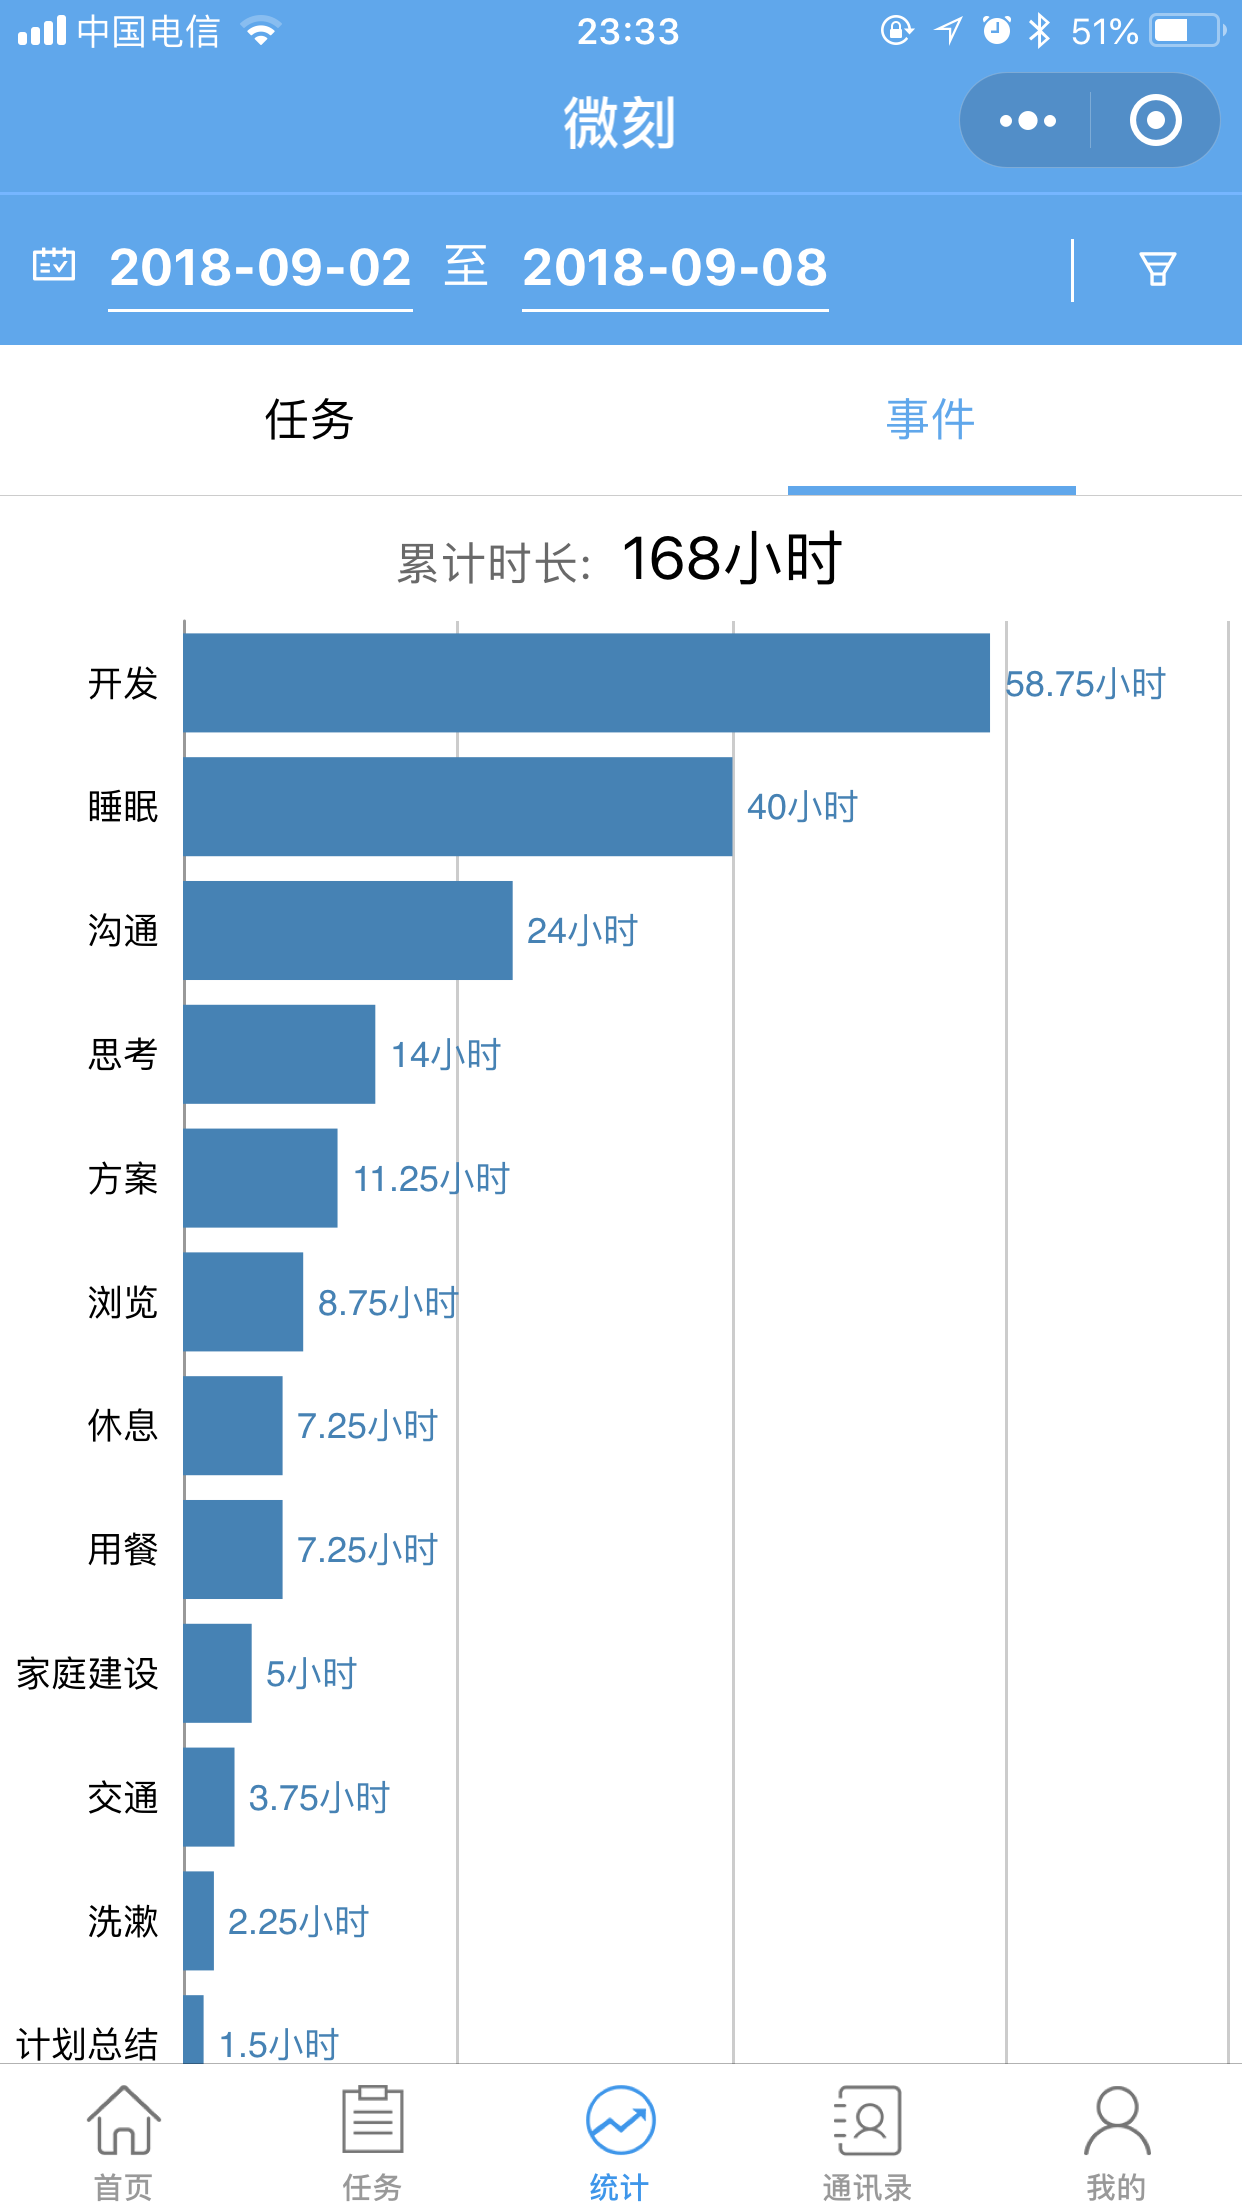 中国电信 23:33 51%
微刻
2018-09-02 至 2018-09-08
任务 事件
累计时长: 168小时
开发 58.75小时
睡眠 40小时
沟通 24小时
思考 14小时
方案 11.25小时
浏览 8.75小时
休息 7.25小时
用餐 7.25小时
家庭建设 5小时
交通 3.75小时
洗漱 2.25小时
计划总结 1.5小时
首页 任务 统计 通讯录 我的